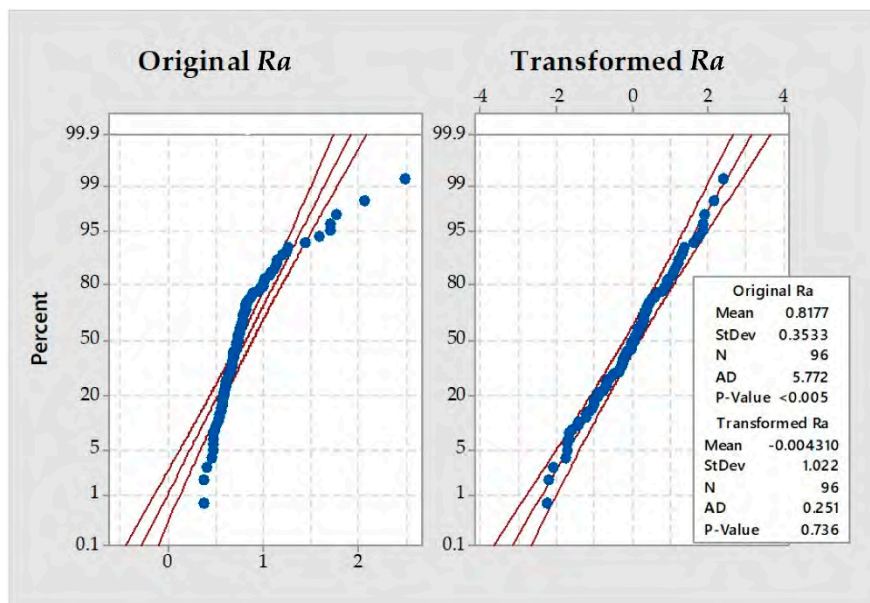 Original Ra
Transformed Ra
-4 -2 0 2 4
99.9
99
95
80
50
20
5
1
0.1
Percent
0 1 2
99.9
99
95
80
50
20
5
1
0.1
Original Ra
Mean 0.8177
StDev 0.3533
N 96
AD 5.772
P-Value <0.005
Transformed Ra
Mean -0.004310
StDev 1.022
N 96
AD 0.251
P-Value 0.736